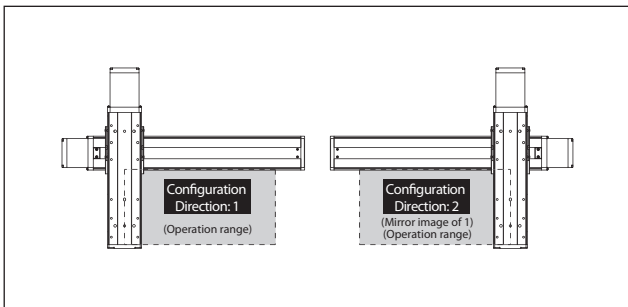 Configuration
Direction: 1
(Operation range)
Configuration
Direction: 2
(Mirror image of 1)
(Operation range)